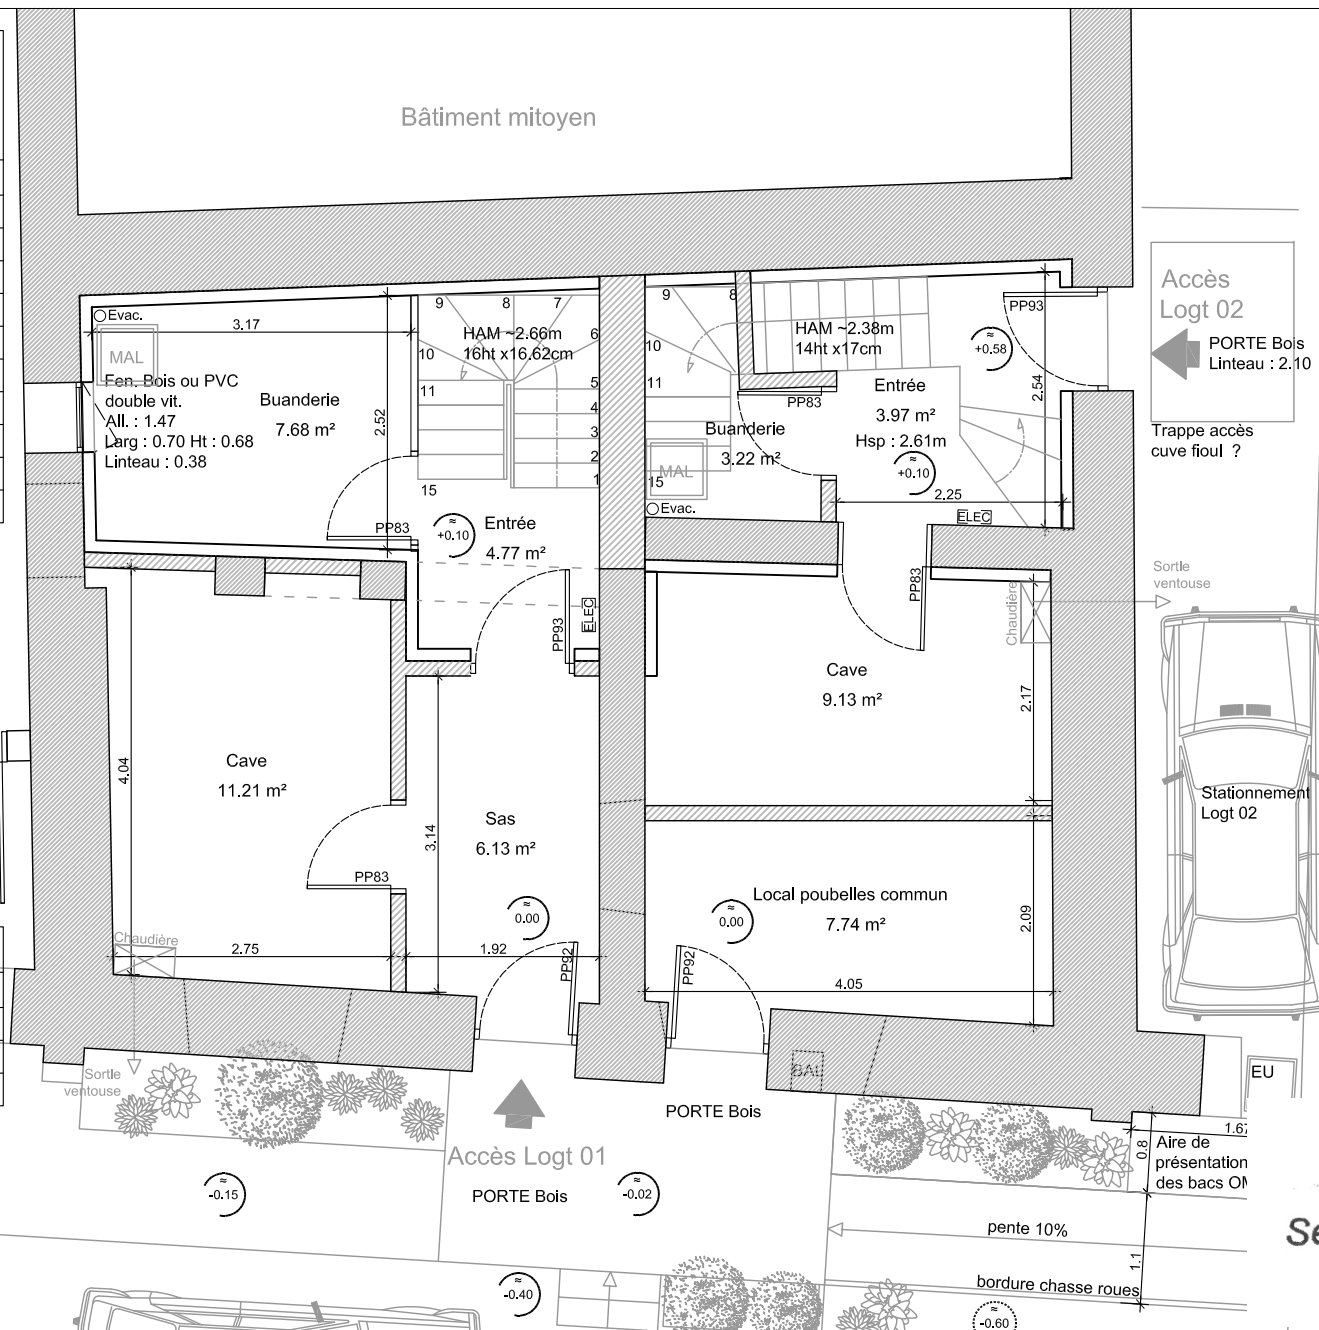 Bâtiment mitoyen
Accès
Logt 02
PORTE Bois
Linteau : 2.10
Trappe accès
cuve fioul ?
Evac.
3.17
MAL
Fen. Bois ou PVC
double vit.
All. : 1.47
Larg : 0.70 Ht : 0.68
Linteau : 0.38
Buanderie
7.68 m²
2.52
PP83
9
8
7
6
5
4
3
2
1
10
11
15
HAM ~2.66m
16ht x16.62cm
≈
+0.10
Entrée
4.77 m²
PP93
ELEC
9
8
10
11
15
HAM ~2.38m
14ht x17cm
PP93
≈
+0.58
2.54
Entrée
3.97 m²
Hsp : 2.61m
≈
+0.10
2.25
ELEC
PP83
Buanderie
3.22 m²
MAL
Evac.
PP83
Chaudière
Sortie
ventouse
Cave
9.13 m²
2.17
Cave
11.21 m²
4.04
PP83
Chaudière
2.75
3.14
Sas
6.13 m²
≈
0.00
1.92
PP92
Local poubelles commun
7.74 m²
≈
0.00
PP92
4.05
2.09
Stationnement
Logt 02
BAL
EU
Sortie
ventouse
Accès Logt 01
PORTE Bois
PORTE Bois
≈
-0.15
≈
-0.02
≈
-0.40
≈
-0.60
1.67
0.8
Aire de
présentation
des bacs OM
pente 10%
1.1
bordure chasse roues
Se